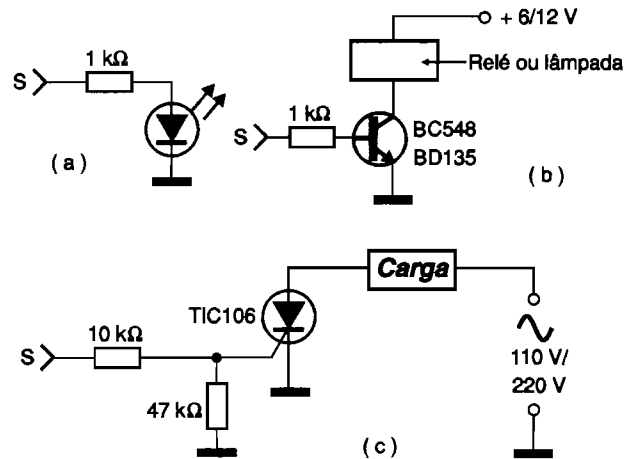 1 kΩ
S
( a )
+ 6/12 V
Relé ou lâmpada
1 kΩ
S
BC548
BD135
( b )
Carga
TIC106
10 kΩ
S
47 kΩ
110 V/
220 V
( c )